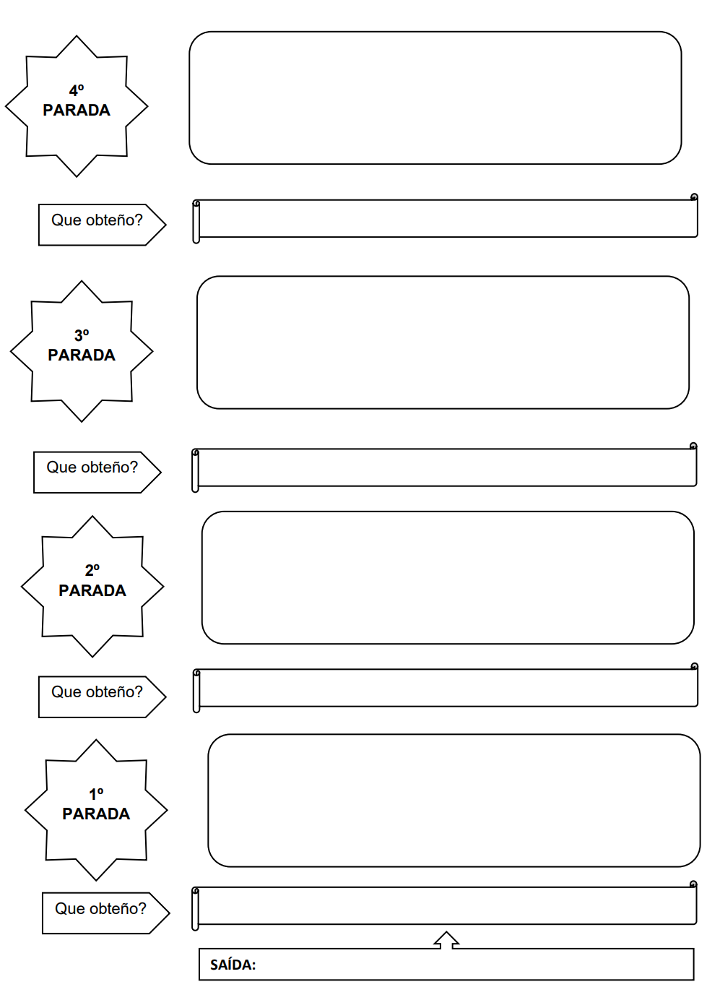 4º
PARADA
Que obteño?
3º
PARADA
Que obteño?
2º
PARADA
Que obteño?
1º
PARADA
Que obteño?
SAÍDA: